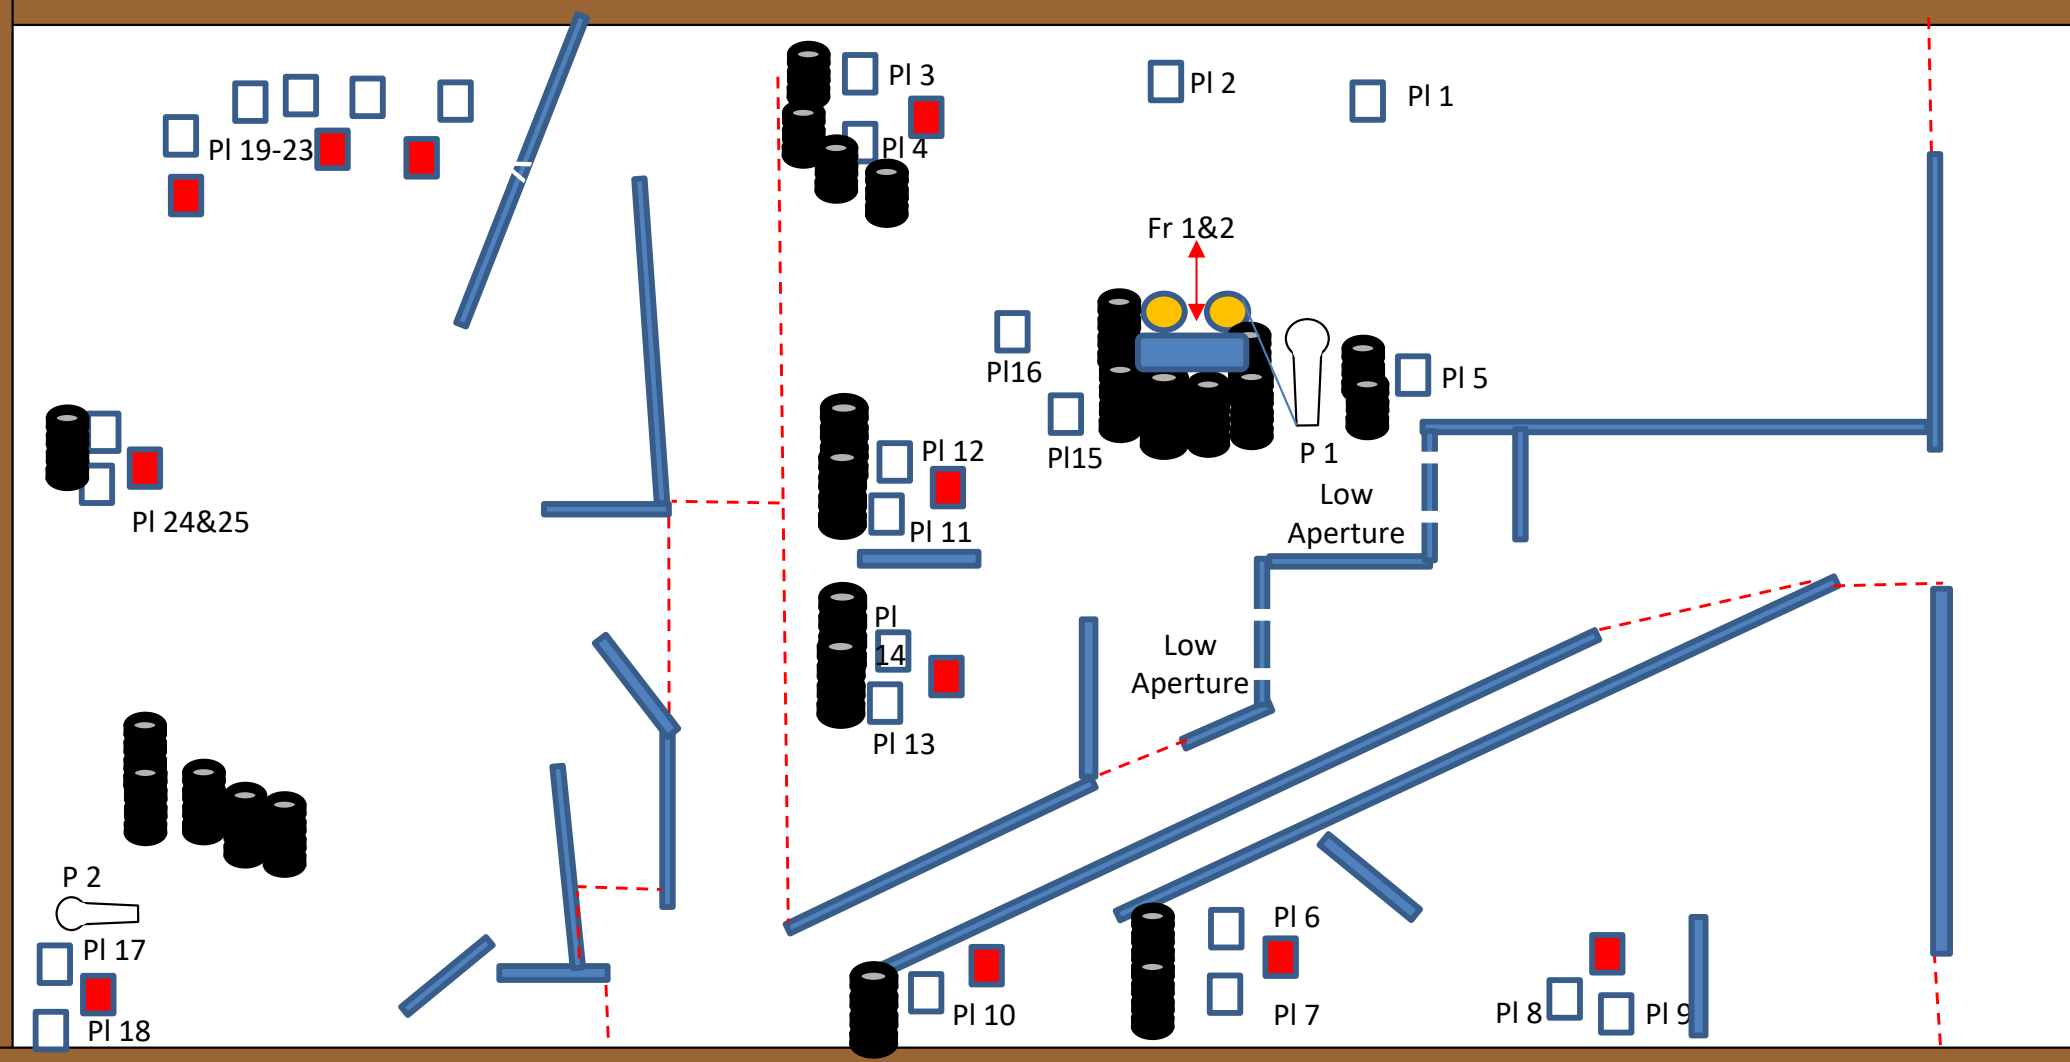 Pl 3
Pl 2
Pl 1
Pl 19-23
Pl 4
Fr 1&2
Pl16
Pl 5
Pl 12
Pl15
P 1
Low
Aperture
Pl 24&25
Pl 11
Pl
14
Low
Aperture
Pl 13
P 2
Pl 17
Pl 18
Pl 6
Pl 10
Pl 7
Pl 8
Pl 9